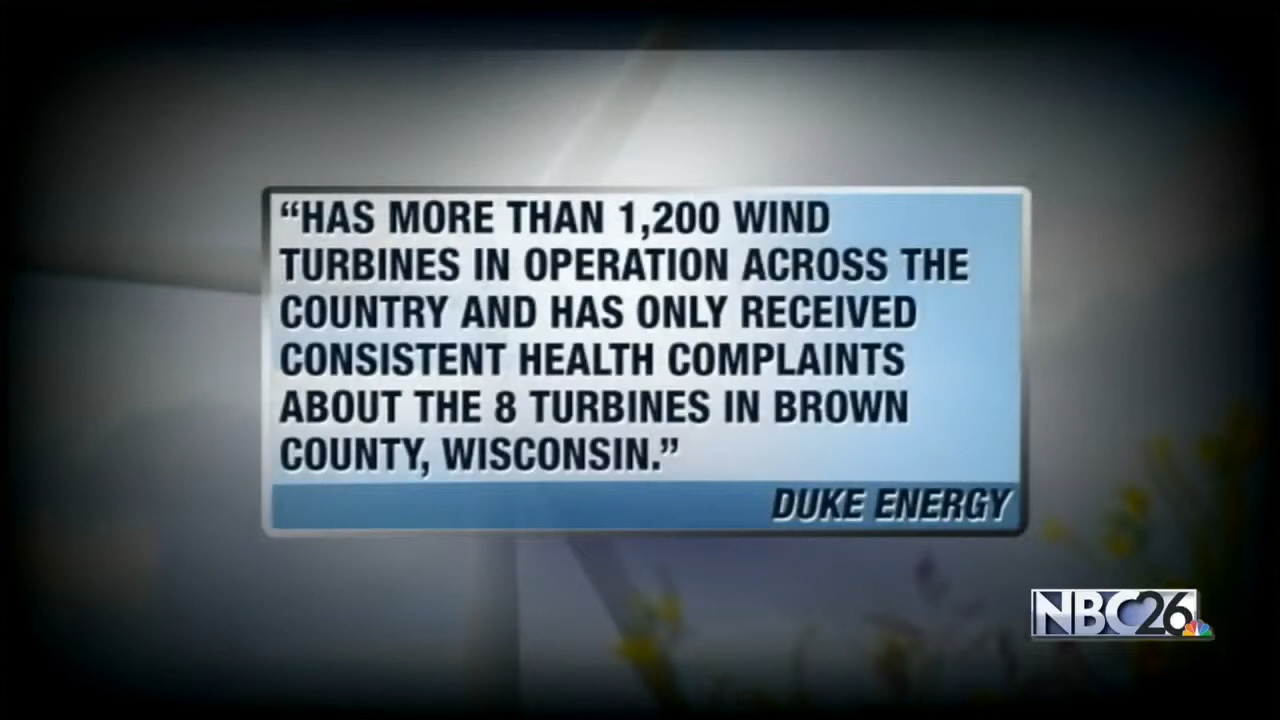 “HAS MORE THAN 1,200 WIND
TURBINES IN OPERATION ACROSS THE
COUNTRY AND HAS ONLY RECEIVED
CONSISTENT HEALTH COMPLAINTS
ABOUT THE 8 TURBINES IN BROWN
COUNTY, WISCONSIN.”
DUKE ENERGY
NBC26